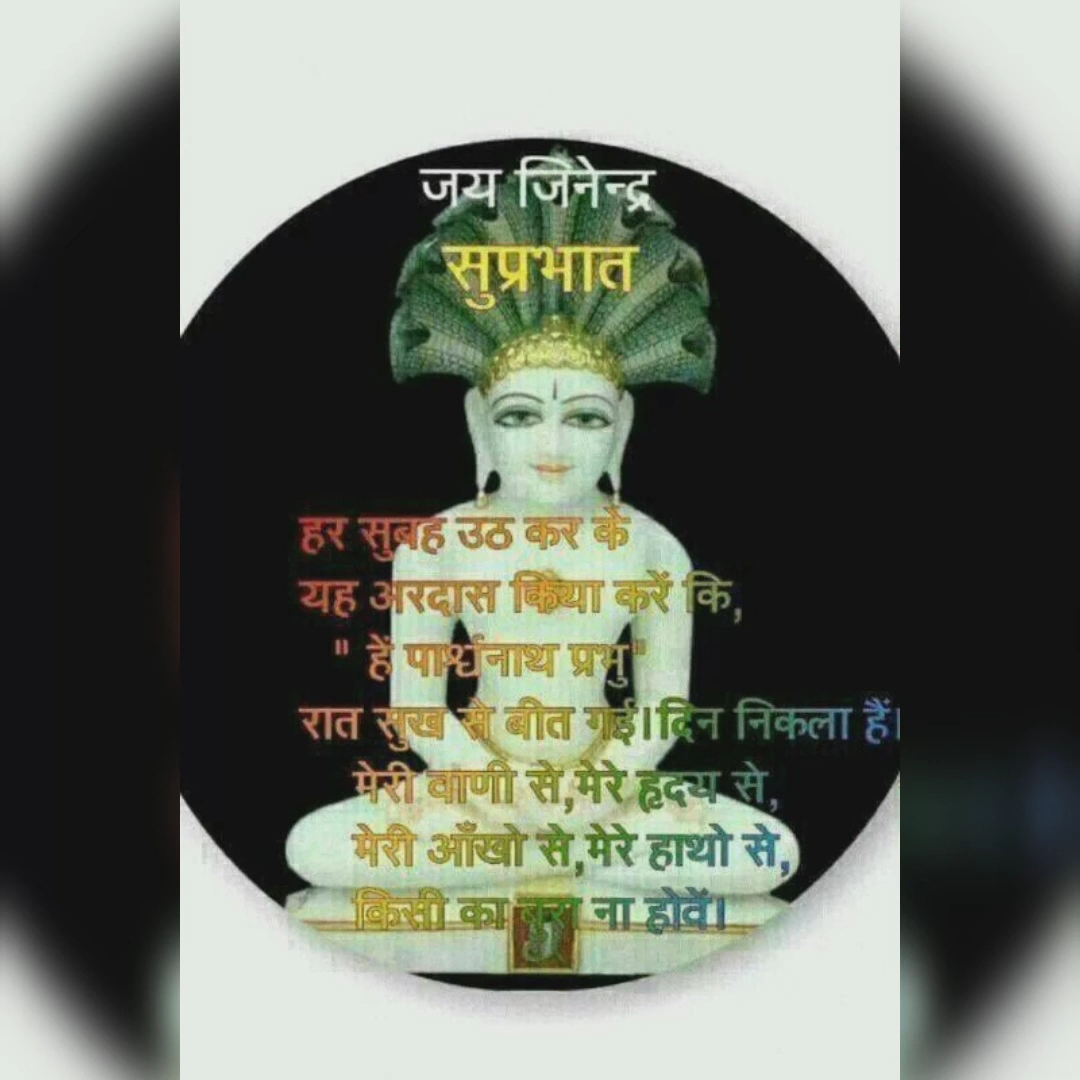 जय जिनेन्द्र
सुप्रभात
हर सुबह उठ कर के
यह अरदास किया करें कि,
" हें पार्श्वनाथ प्रभु"
रात सुख से बीत गई।दिन निकला हैं।
मेरी वाणी से,मेरे हृदय से,
मेरी आँखो से,मेरे हाथो से,
किसी का बुरा ना होवें।